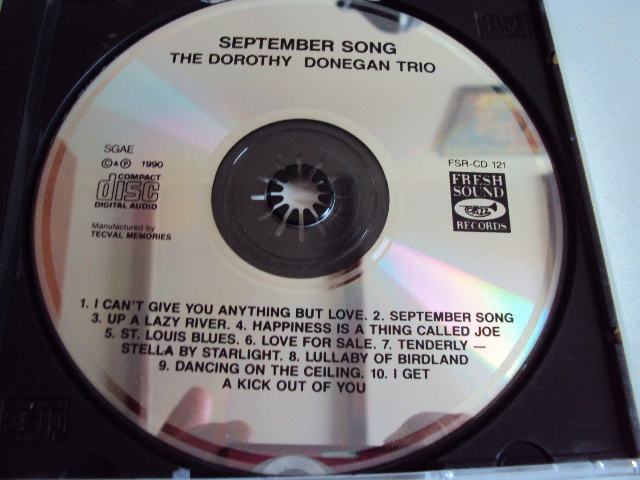 SEPTEMBER SONG
THE DOROTHY DONEGAN TRIO
SGAE
© & ℗ 1990
COMPACT
disc
DIGITAL AUDIO
Manufactured by
TECVAL MEMORIES
FSR-CD 121
FRESH
SOUND
RECORDS
1. I CAN'T GIVE YOU ANYTHING BUT LOVE. 2. SEPTEMBER SONG
3. UP A LAZY RIVER. 4. HAPPINESS IS A THING CALLED JOE
5. ST. LOUIS BLUES. 6. LOVE FOR SALE. 7. TENDERLY —
STELLA BY STARLIGHT. 8. LULLABY OF BIRDLAND
9. DANCING ON THE CEILING. 10. I GET
A KICK OUT OF YOU